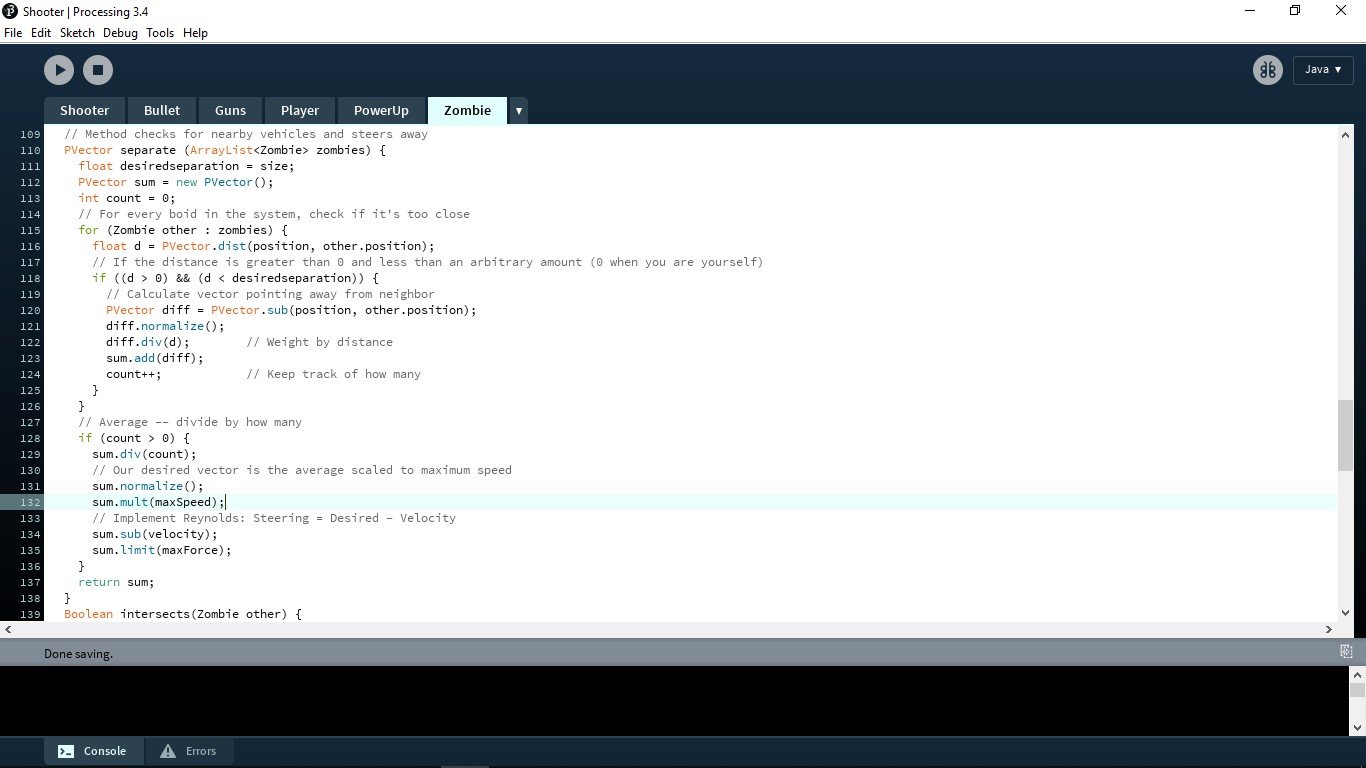 Shooter | Processing 3.4
File Edit Sketch Debug Tools Help
Java ▼
Shooter Bullet Guns Player PowerUp Zombie ▼
109 // Method checks for nearby vehicles and steers away
110 PVector separate (ArrayList<Zombie> zombies) {
111 float desiredseparation = size;
112 PVector sum = new PVector();
113 int count = 0;
114 // For every boid in the system, check if it's too close
115 for (Zombie other : zombies) {
116 float d = PVector.dist(position, other.position);
117 // If the distance is greater than 0 and less than an arbitrary amount (0 when you are yourself)
118 if ((d > 0) && (d < desiredseparation)) {
119 // Calculate vector pointing away from neighbor
120 PVector diff = PVector.sub(position, other.position);
121 diff.normalize();
122 diff.div(d); // Weight by distance
123 sum.add(diff);
124 count++; // Keep track of how many
125 }
126 }
127 // Average -- divide by how many
128 if (count > 0) {
129 sum.div(count);
130 // Our desired vector is the average scaled to maximum speed
131 sum.normalize();
132 sum.mult(maxSpeed);
133 // Implement Reynolds: Steering = Desired - Velocity
134 sum.sub(velocity);
135 sum.limit(maxForce);
136 }
137 return sum;
138 }
139 Boolean intersects(Zombie other) {
Done saving.
Console Errors